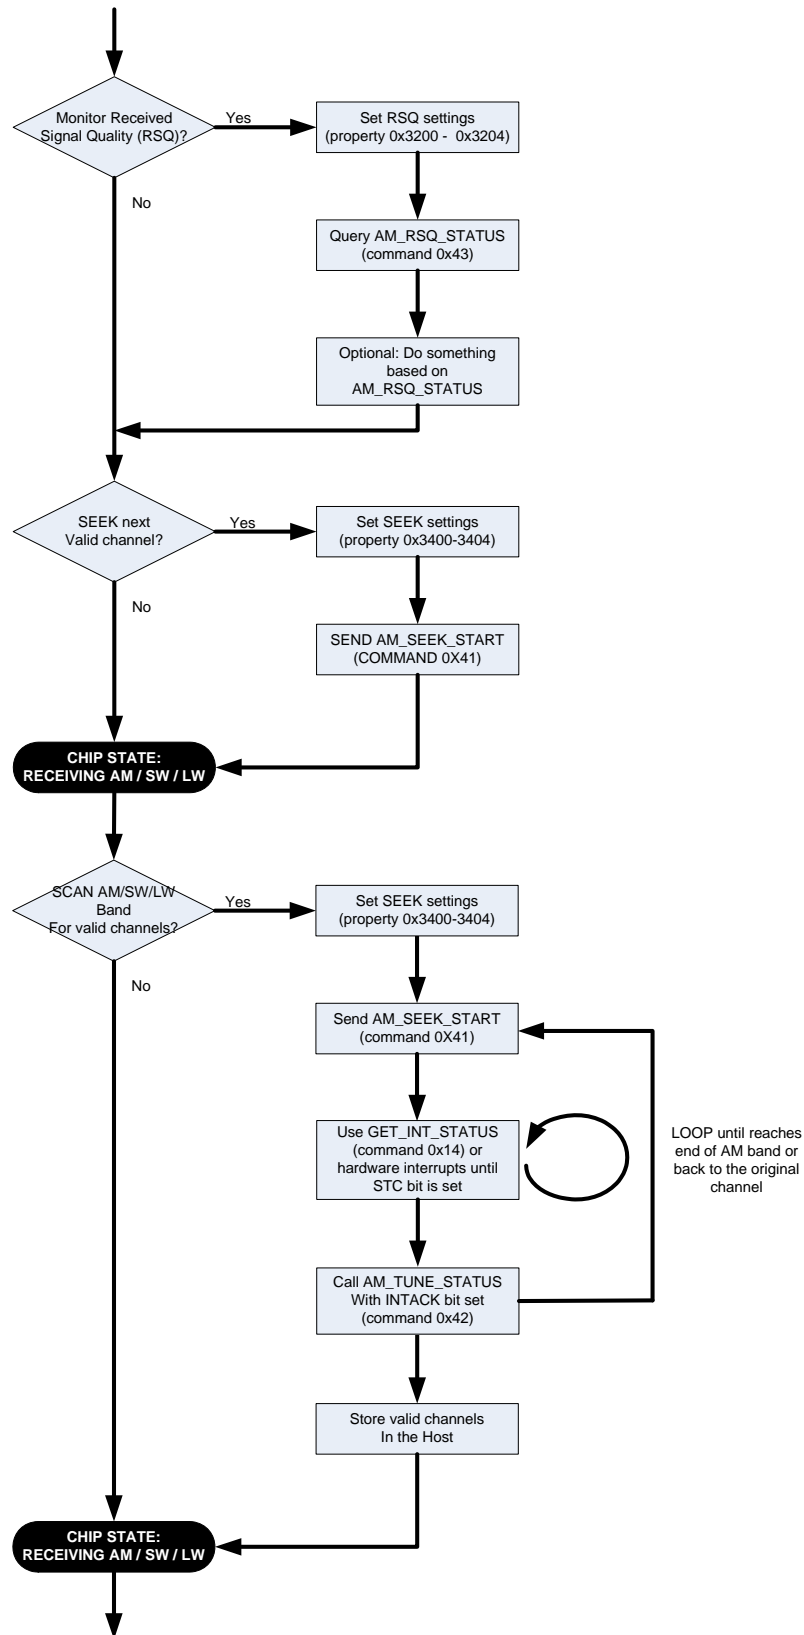 Monitor Received
Signal Quality (RSQ)?
Yes
Set RSQ settings
(property 0x3200 - 0x3204)
No
Query AM_RSQ_STATUS
(command 0x43)
Optional: Do something
based on
AM_RSQ_STATUS
SEEK next
Valid channel?
Yes
Set SEEK settings
(property 0x3400-3404)
No
SEND AM_SEEK_START
(COMMAND 0X41)
CHIP STATE:
RECEIVING AM / SW / LW
SCAN AM/SW/LW
Band
For valid channels?
Yes
Set SEEK settings
(property 0x3400-3404)
No
Send AM_SEEK_START
(command 0X41)
Use GET_INT_STATUS
(command 0x14) or
hardware interrupts until
STC bit is set
LOOP until reaches
end of AM band or
back to the original
channel
Call AM_TUNE_STATUS
With INTACK bit set
(command 0x42)
Store valid channels
In the Host
CHIP STATE:
RECEIVING AM / SW / LW